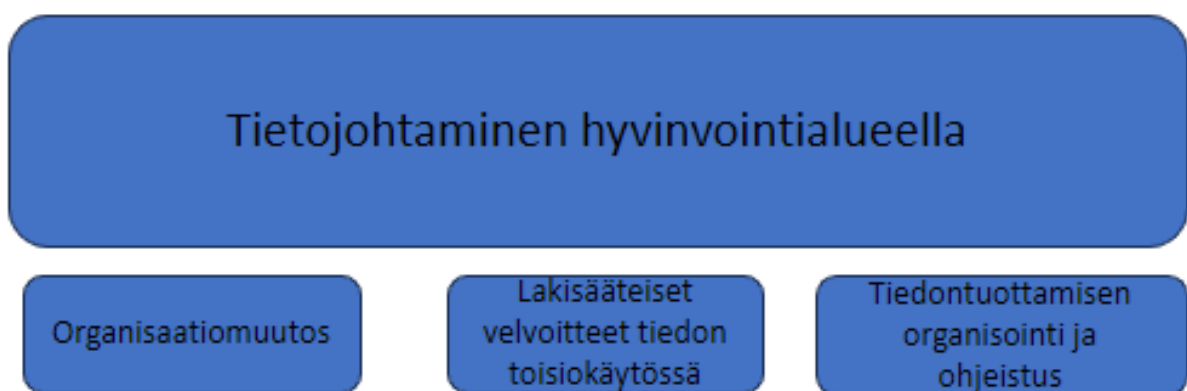 Tietojohtaminen hyvinvointialueella
Organisaatiomuutos
Lakisääteiset
velvoitteet tiedon
toisiokäytössä
Tiedontuottamisen
organisointi ja
ohjeistus